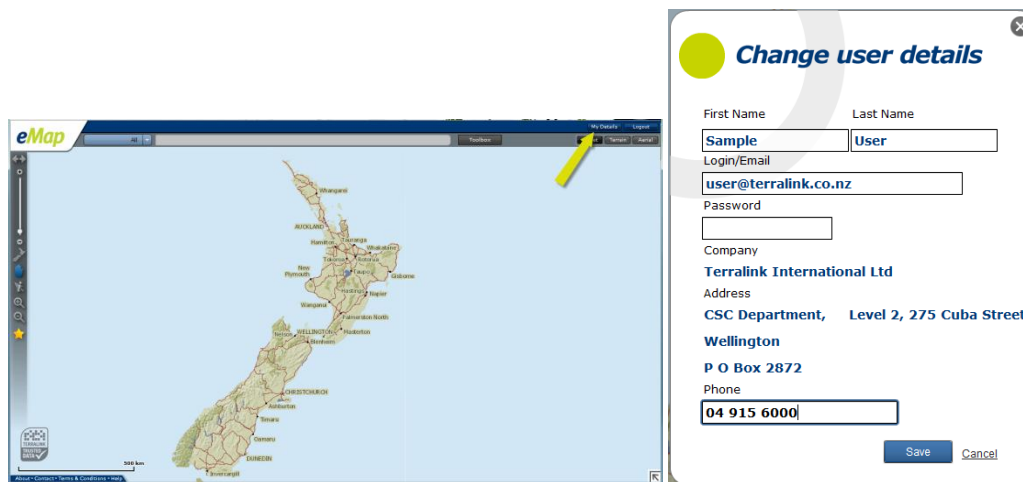 eMap
All
Toolbox
My Details Logout
Terrain Aerial
Whangarei
AUCKLAND
Hamilton
Tauranga
Whakatane
Tokoroa
Rotorua
Taupo
New
Plymouth
Gisborne
Hastings
Napier
Wanganui
Palmerston North
Masterton
Nelson
WELLINGTON
Blenheim
CHRISTCHURCH
Ashburton
Timaru
Oamaru
DUNEDIN
Invercargill
TERRALINK
TRUSTED
DATA
500 km
About • Contact • Terms & Conditions • Help
Change user details
First Name Last Name
Sample User
Login/Email
user@terralink.co.nz
Password
Company
Terralink International Ltd
Address
CSC Department, Level 2, 275 Cuba Street
Wellington
P O Box 2872
Phone
04 915 6000
Save Cancel